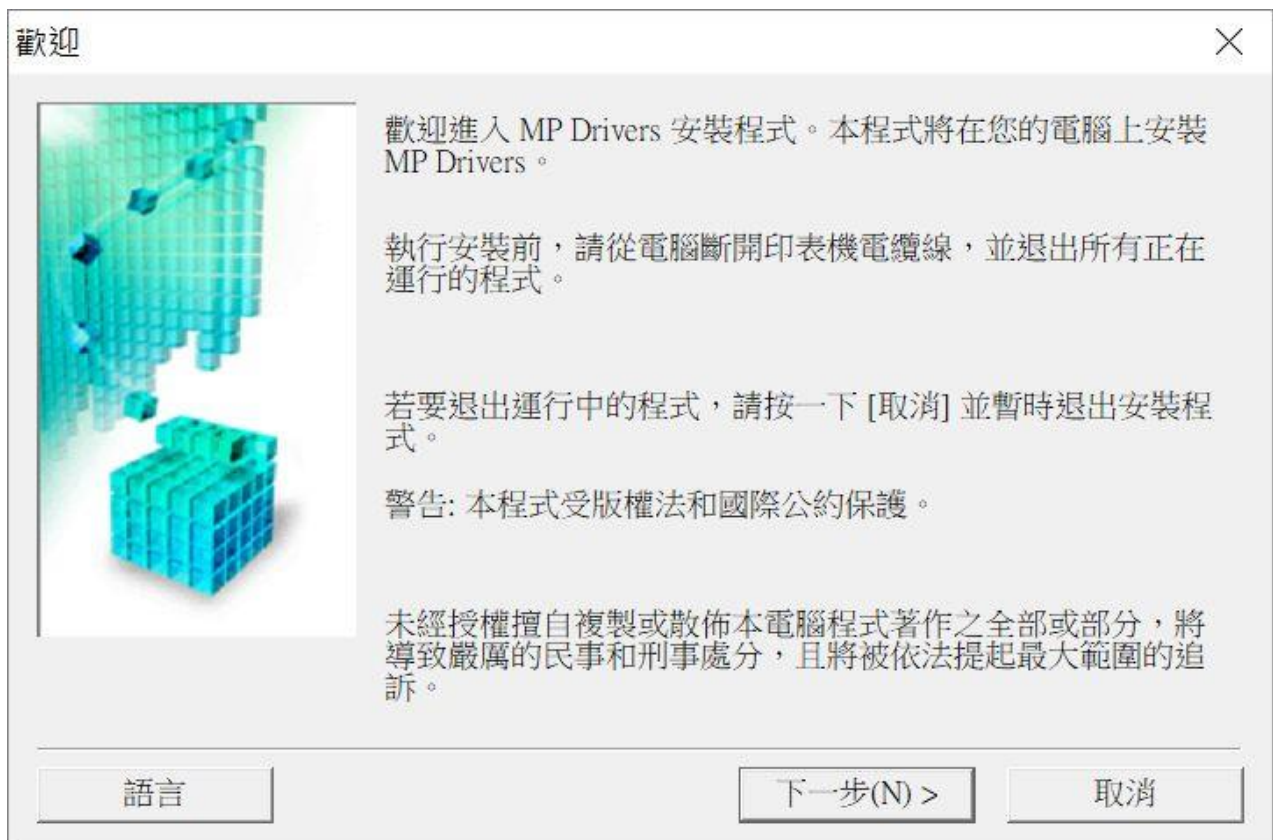 歡迎
歡迎進入 MP Drivers 安裝程式。本程式將在您的電腦上安裝
MP Drivers。
執行安裝前，請從電腦斷開印表機電纜線，並退出所有正在
運行的程式。
若要退出運行中的程式，請按一下 [取消] 並暫時退出安裝程
式。
警告: 本程式受版權法和國際公約保護。
未經授權擅自複製或散佈本電腦程式著作之全部或部分，將
導致嚴厲的民事和刑事處分，且將被依法提起最大範圍的追
訴。
語言
下一步(N) >
取消